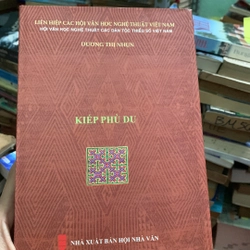 LIÊN HIỆP CÁC HỘI VĂN HỌC NGHỆ THUẬT VIỆT NAM
HỘI VĂN HỌC NGHỆ THUẬT CÁC DÂN TỘC THIỂU SỐ VIỆT NAM
DƯƠNG THỊ NHỤN
KIẾP PHÙ DU
NHÀ XUẤT BẢN HỘI NHÀ VĂN